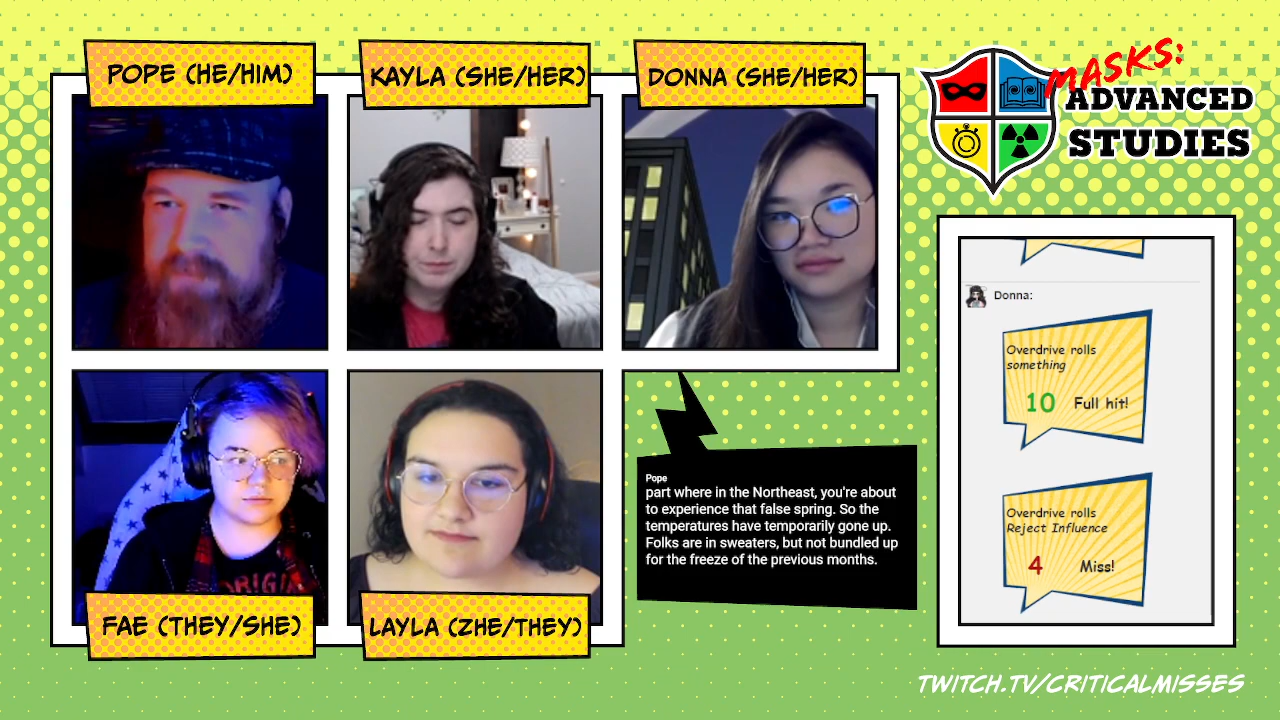 POPE (HE/HIM)
KAYLA (SHE/HER)
DONNA (SHE/HER)
MASKS:
ADVANCED
STUDIES
Donna:
Overdrive rolls
something
10 Full hit!
Overdrive rolls
Reject Influence
4 Miss!
Pope
part where in the Northeast, you're about
to experience that false spring. So the
temperatures have temporarily gone up.
Folks are in sweaters, but not bundled up
for the freeze of the previous months.
ORIGIN
FAE (THEY/SHE)
LAYLA (ZHE/THEY)
TWITCH.TV/CRITICALMISSES